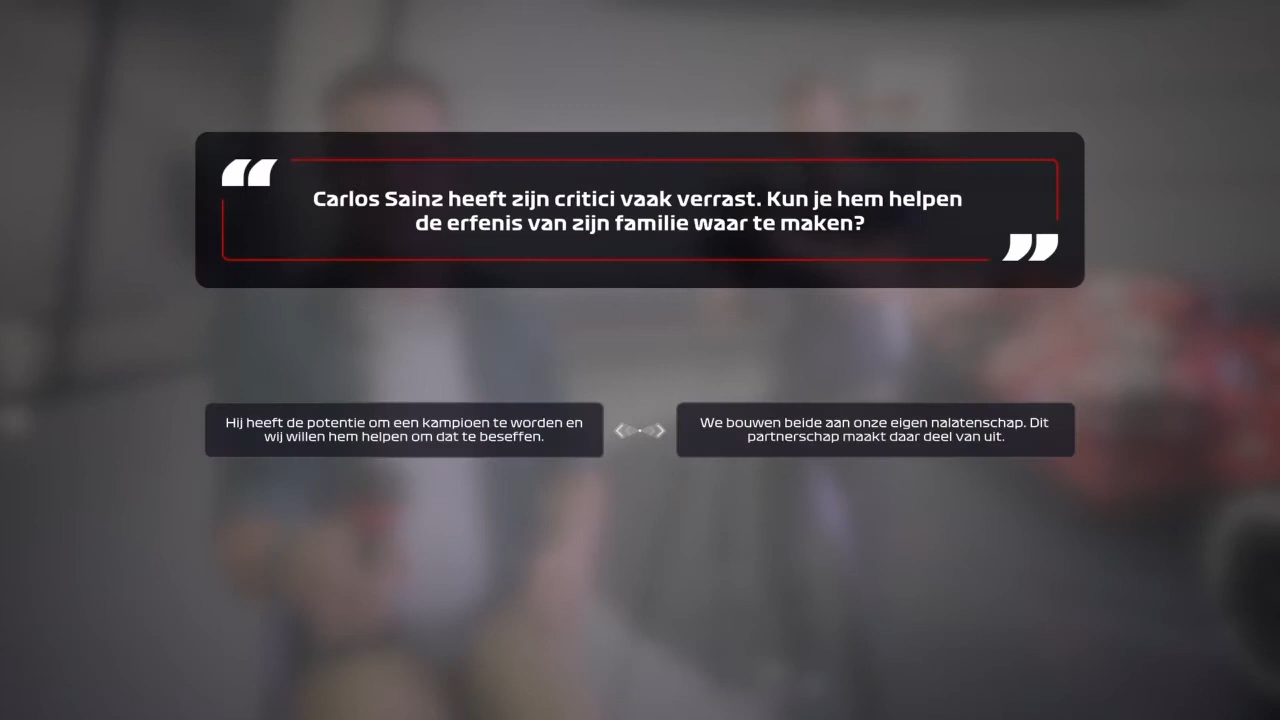 Carlos Sainz heeft zijn critici vaak verrast. Kun je hem helpen
de erfenis van zijn familie waar te maken?
Hij heeft de potentie om een kampioen te worden en
wij willen hem helpen om dat te beseffen.
We bouwen beide aan onze eigen nalatenschap. Dit
partnerschap maakt daar deel van uit.